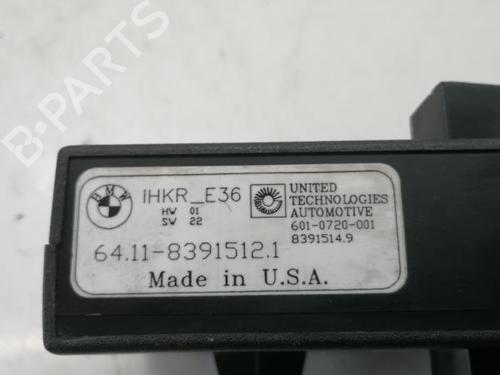 B-PARTS
BMW
IHKR_E36
HW 01
SW 22
UNITED
TECHNOLOGIES
AUTOMOTIVE
601-0720-001
8391514.9
64.11-8391512.1
Made in U.S.A.